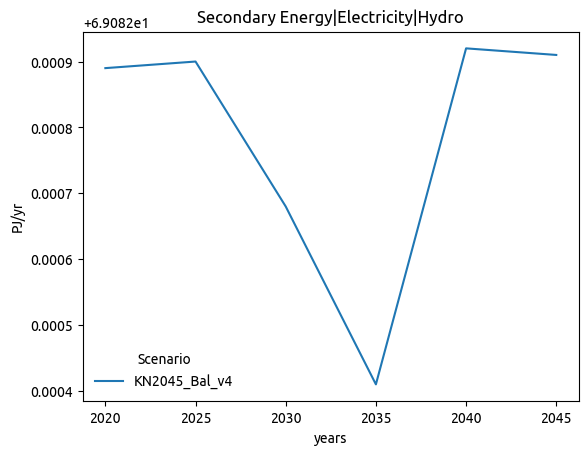 Secondary Energy|Electricity|Hydro
+6.9082e1
0.0009
0.0008
0.0007
0.0006
0.0005
0.0004
PJ/yr
Scenario
KN2045_Bal_v4
2020 2025 2030 2035 2040 2045
years